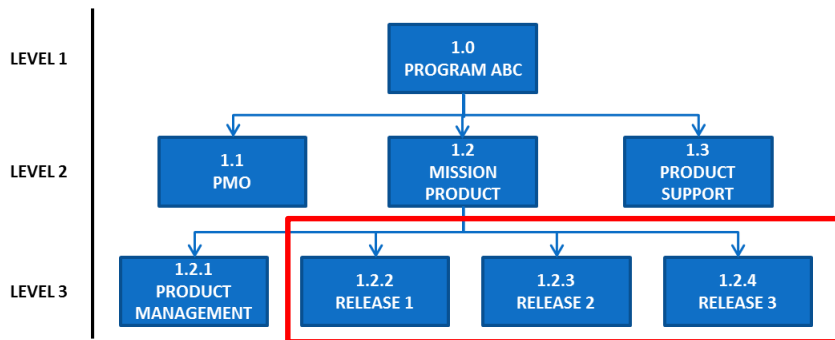 LEVEL 1
1.0
PROGRAM ABC
LEVEL 2
1.1
PMO
1.2
MISSION
PRODUCT
1.3
PRODUCT
SUPPORT
LEVEL 3
1.2.1
PRODUCT
MANAGEMENT
1.2.2
RELEASE 1
1.2.3
RELEASE 2
1.2.4
RELEASE 3